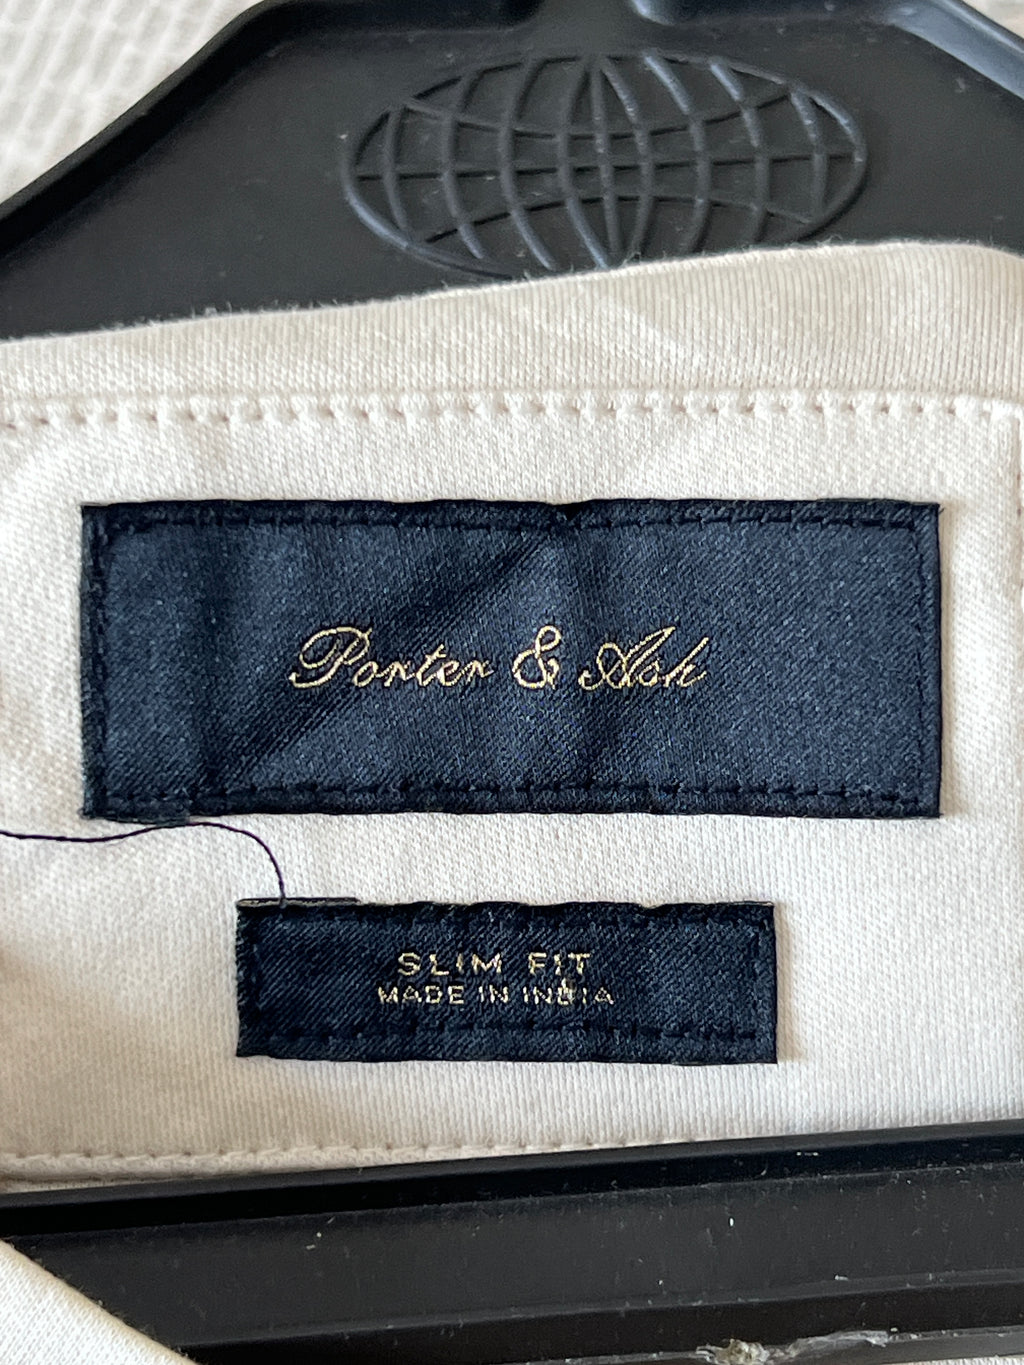 Porter & Ash
SLIM FIT
MADE IN INDIA